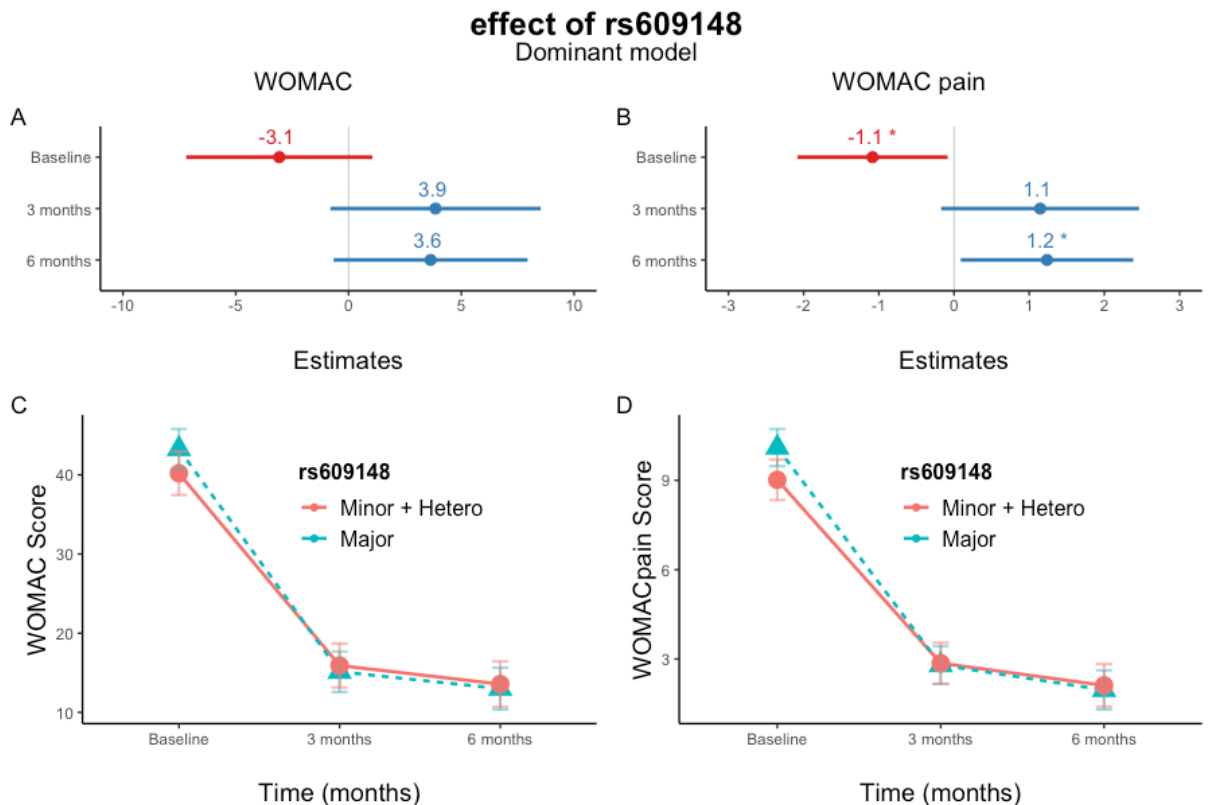 effect of rs609148
Dominant model
WOMAC
WOMAC pain
A
-3.1
Baseline
3.9
3 months
3.6
6 months
-10 -5 0 5 10
Estimates
B
-1.1 *
Baseline
1.1
3 months
1.2 *
6 months
-3 -2 -1 0 1 2 3
Estimates
C
WOMAC Score
40
30
20
10
rs609148
Minor + Hetero
Major
Baseline 3 months 6 months
Time (months)
D
WOMACpain Score
9
6
3
rs609148
Minor + Hetero
Major
Baseline 3 months 6 months
Time (months)